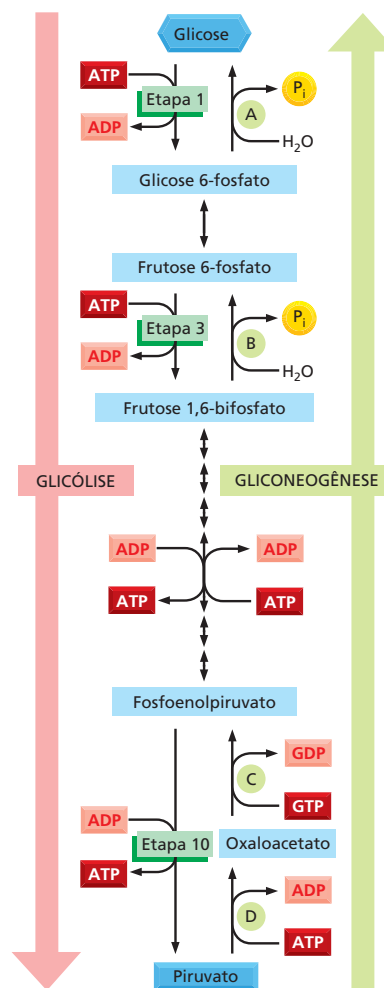 Glicose
ATP
Etapa 1
ADP
A
Pi
H2O
Glicose 6-fosfato
Frutose 6-fosfato
ATP
Etapa 3
ADP
B
Pi
H2O
Frutose 1,6-bifosfato
GLICÓLISE
GLICONEOGÊNESE
ADP
ADP
ATP
ATP
Fosfoenolpiruvato
GDP
C
GTP
ADP
Etapa 10
ATP
Oxaloacetato
ADP
D
ATP
Piruvato